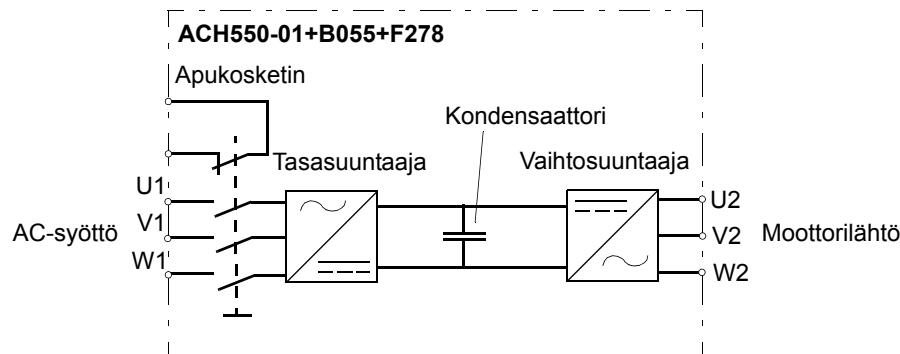 ACH550-01+B055+F278
Apukosketin
Kondensaattori
Tasasuuntaaja
Vaihtosuuntaaja
U1
U2
V1
AC-syöttö
V2
Moottorilähtö
W1
W2